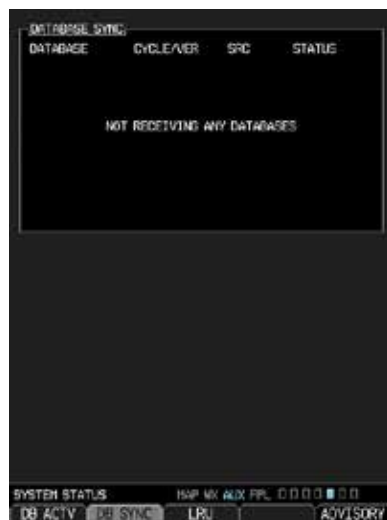 DATABASE SYNC:
DATABASE CYCLE/VER SRC STATUS
NOT RECEIVING ANY DATABASES
SYSTEM STATUS MAP WX AUX FPL
DB ACTV DB SYNC LRU ADVISORY